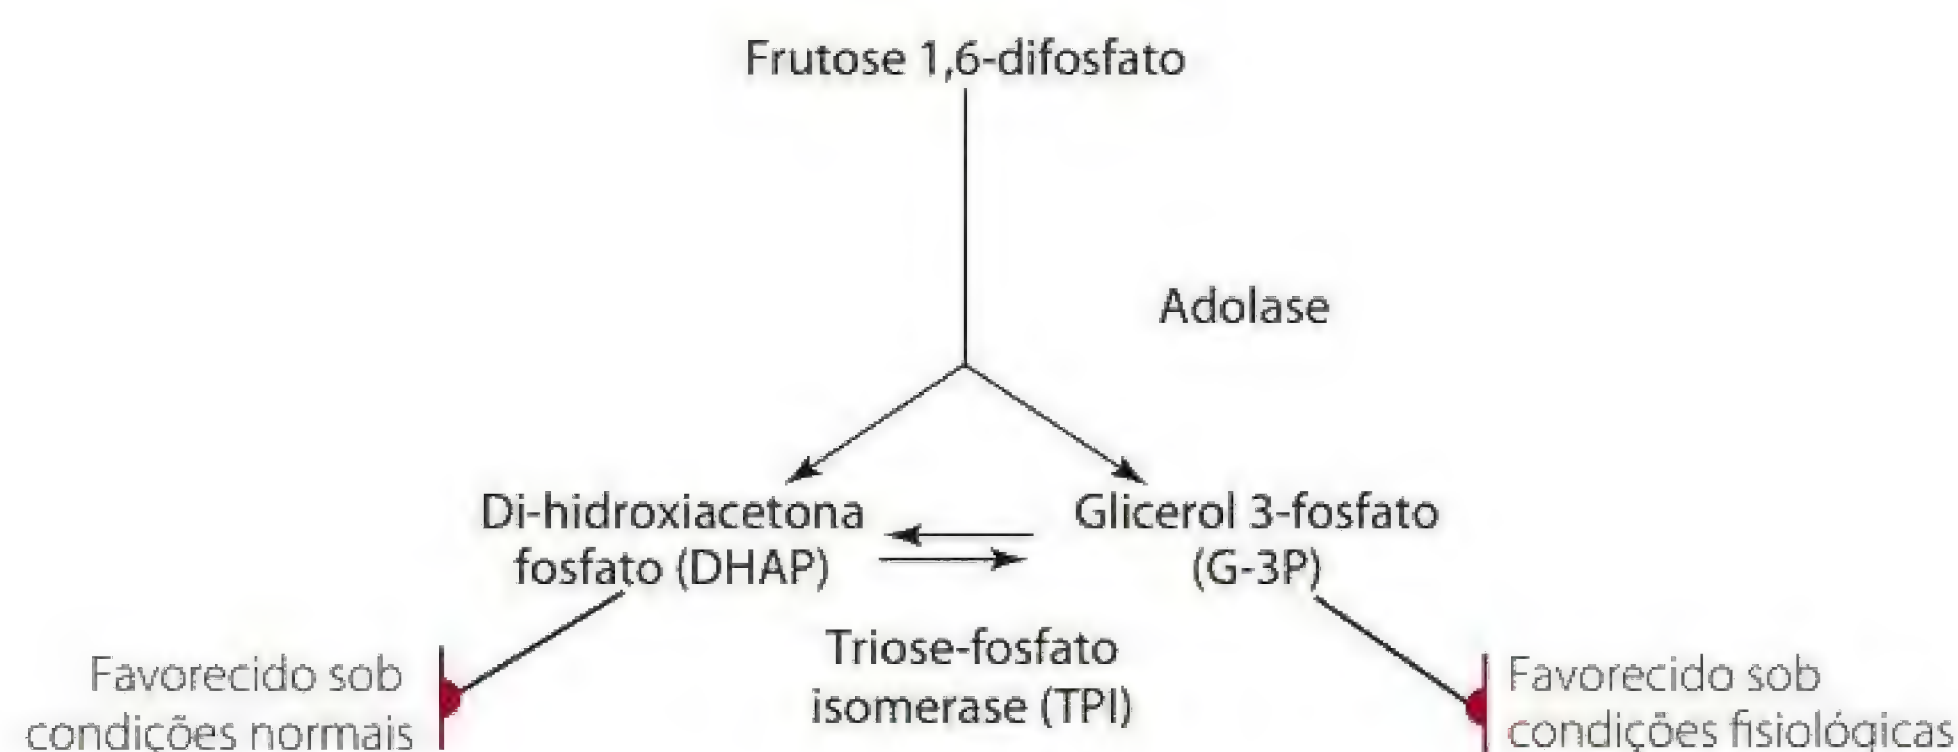 Frutose 1,6-difosfato
Adolase
Di-hidroxiacetona
fosfato (DHAP)
Glicerol 3-fosfato
(G-3P)
Triose-fosfato
isomerase (TPI)
Favorecido sob
condições normais
Favorecido sob
condições fisiológicas